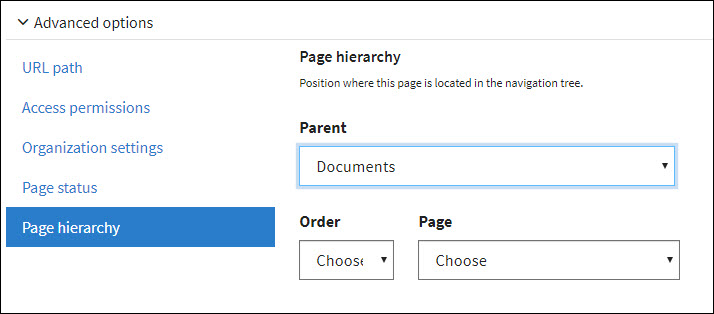 Advanced options
URL path
Access permissions
Organization settings
Page status
Page hierarchy
Page hierarchy
Position where this page is located in the navigation tree.
Parent
Documents
Order Page
Choose Choose